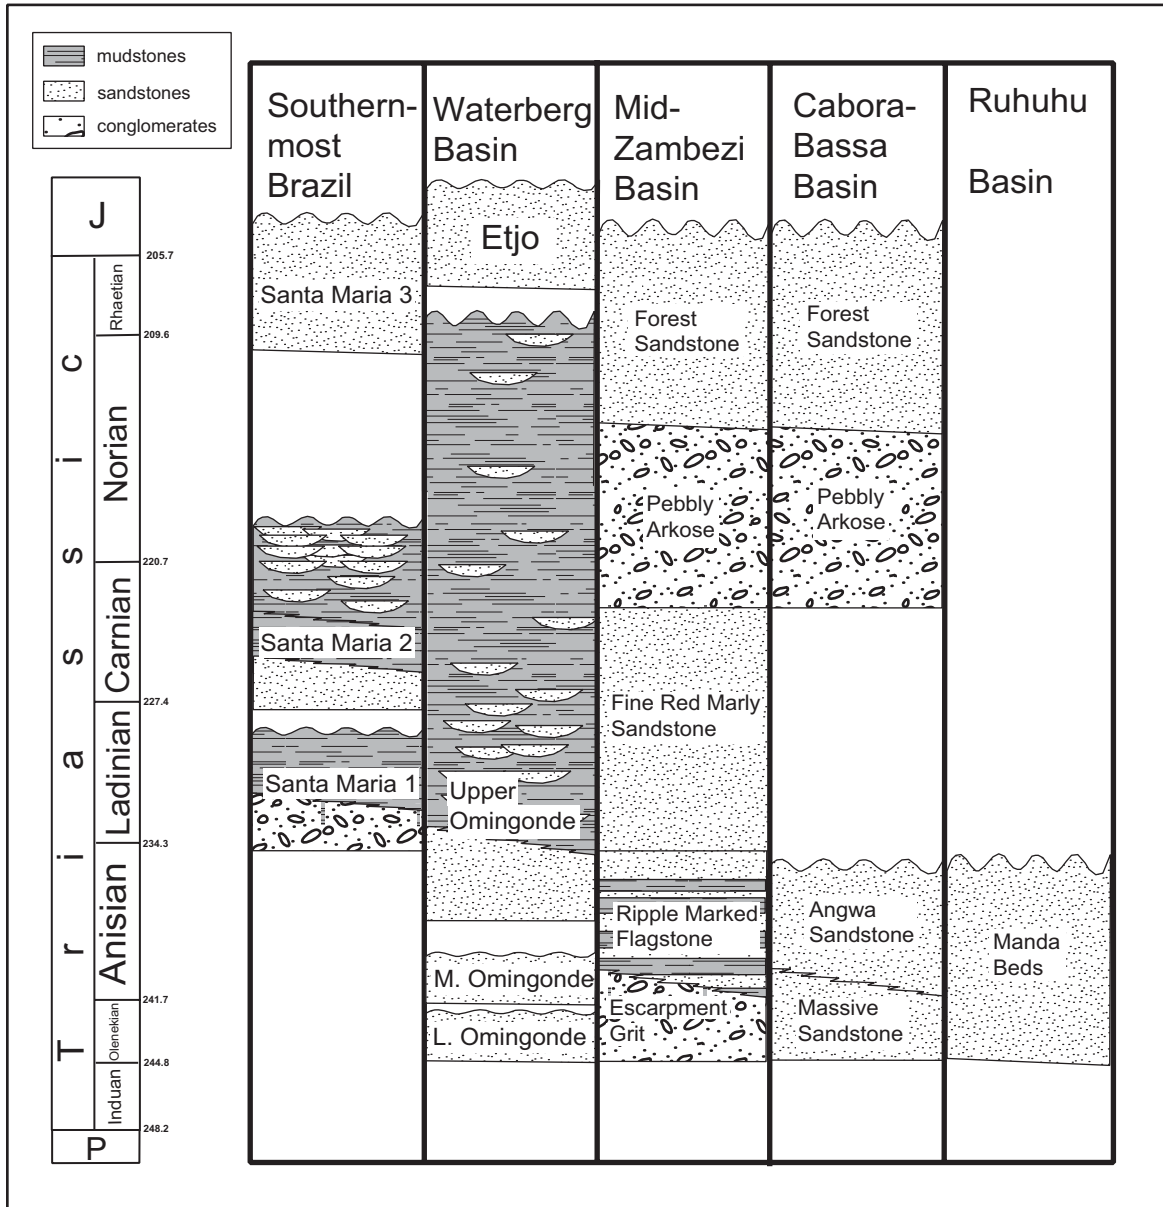 mudstones
sandstones
conglomerates
Southern-
most
Brazil
Waterberg
Basin
Mid-
Zambezi
Basin
Cabora-
Bassa
Basin
Ruhuhu
Basin
J
Triassic
P
Rhaetian
Norian
Carnian
Ladinian
Anisian
Olenekian
Induan
205.7
209.6
220.7
227.4
234.3
241.7
244.8
248.2
Santa Maria 3
Santa Maria 2
Santa Maria 1
Etjo
Upper
Omingonde
M. Omingonde
L. Omingonde
Forest
Sandstone
Pebbly
Arkose
Fine Red Marly
Sandstone
Ripple Marked
Flagstone
Escarpment
Grit
Forest
Sandstone
Pebbly
Arkose
Angwa
Sandstone
Massive
Sandstone
Manda
Beds